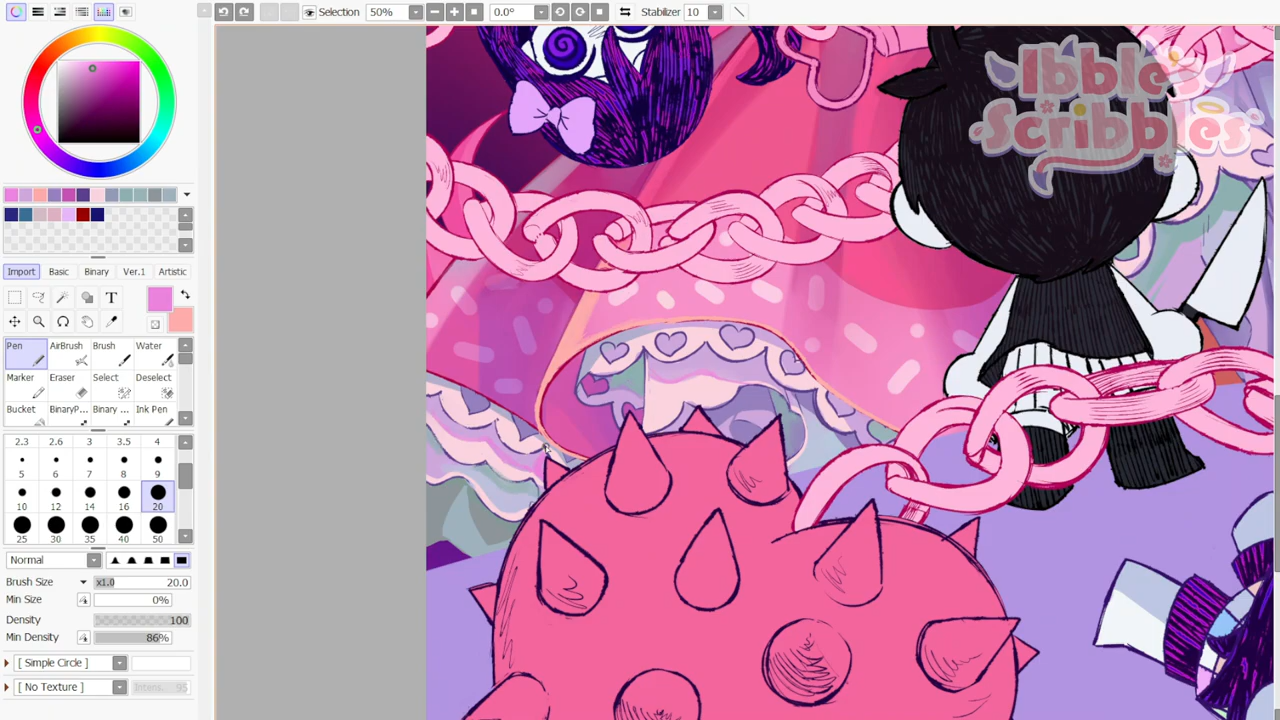 Selection 50% 0.0° Stabilizer 10
Ibbles
Scribbles
Import Basic Binary Ver.1 Artistic
T
Pen AirBrush Brush Water
Marker Eraser Select Deselect
Bucket BinaryP... Binary ... Ink Pen
2.3 2.6 3 3.5 4
5 6 7 8 9
10 12 14 16 20
25 30 35 40 50
Normal
Brush Size x1.0 20.0
Min Size 0%
Density 100
Min Density 86%
[ Simple Circle ]
[ No Texture ] Intens. 95